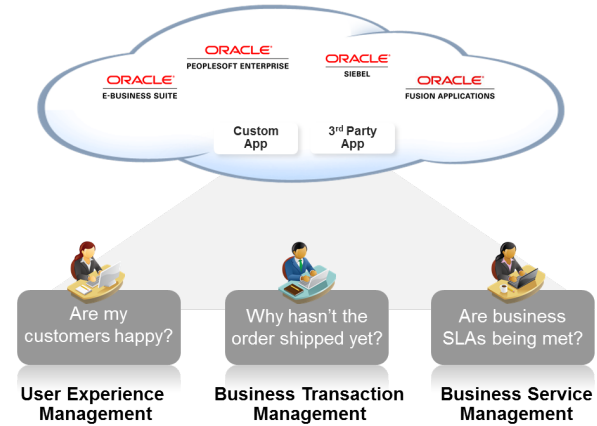 ORACLE
PEOPLESOFT ENTERPRISE
ORACLE
SIEBEL
ORACLE
E-BUSINESS SUITE
ORACLE
FUSION APPLICATIONS
Custom
App
3rd Party
App
Are my
customers happy?
Why hasn't the
order shipped yet?
Are business
SLAs being met?
User Experience
Management
Business Transaction
Management
Business Service
Management